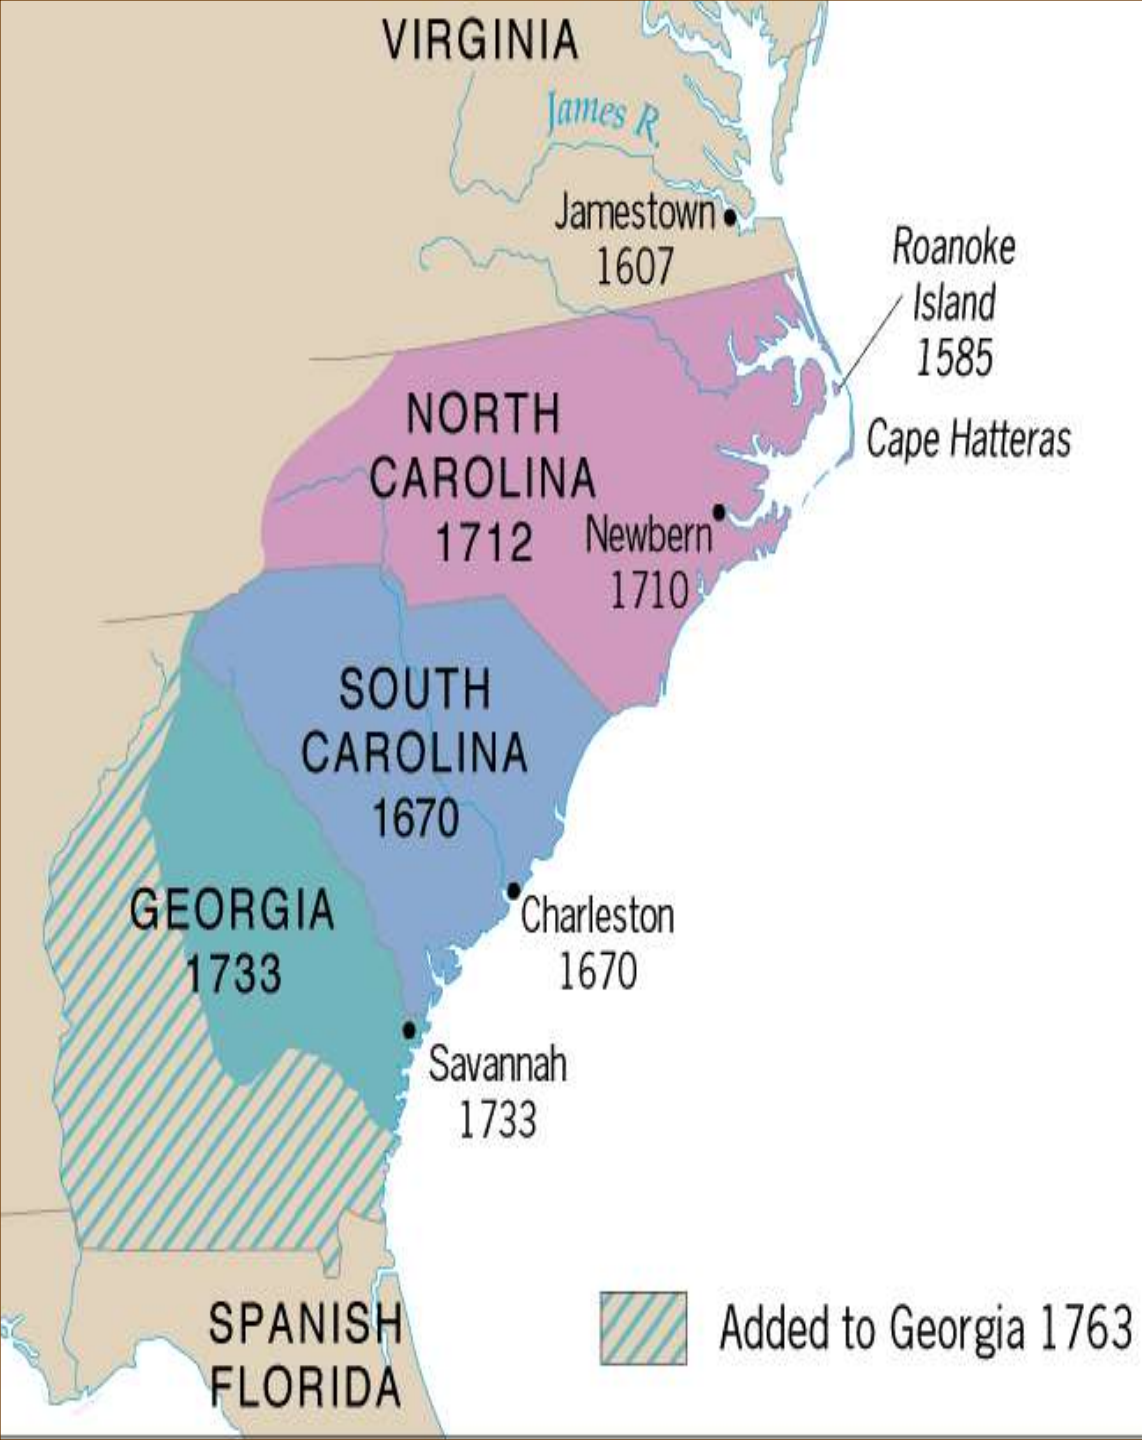 VIRGINIA
James R.
Jamestown
1607
Roanoke
Island
1585
Cape Hatteras
NORTH
CAROLINA
1712
Newbern
1710
SOUTH
CAROLINA
1670
Charleston
1670
GEORGIA
1733
Savannah
1733
SPANISH
FLORIDA
Added to Georgia 1763